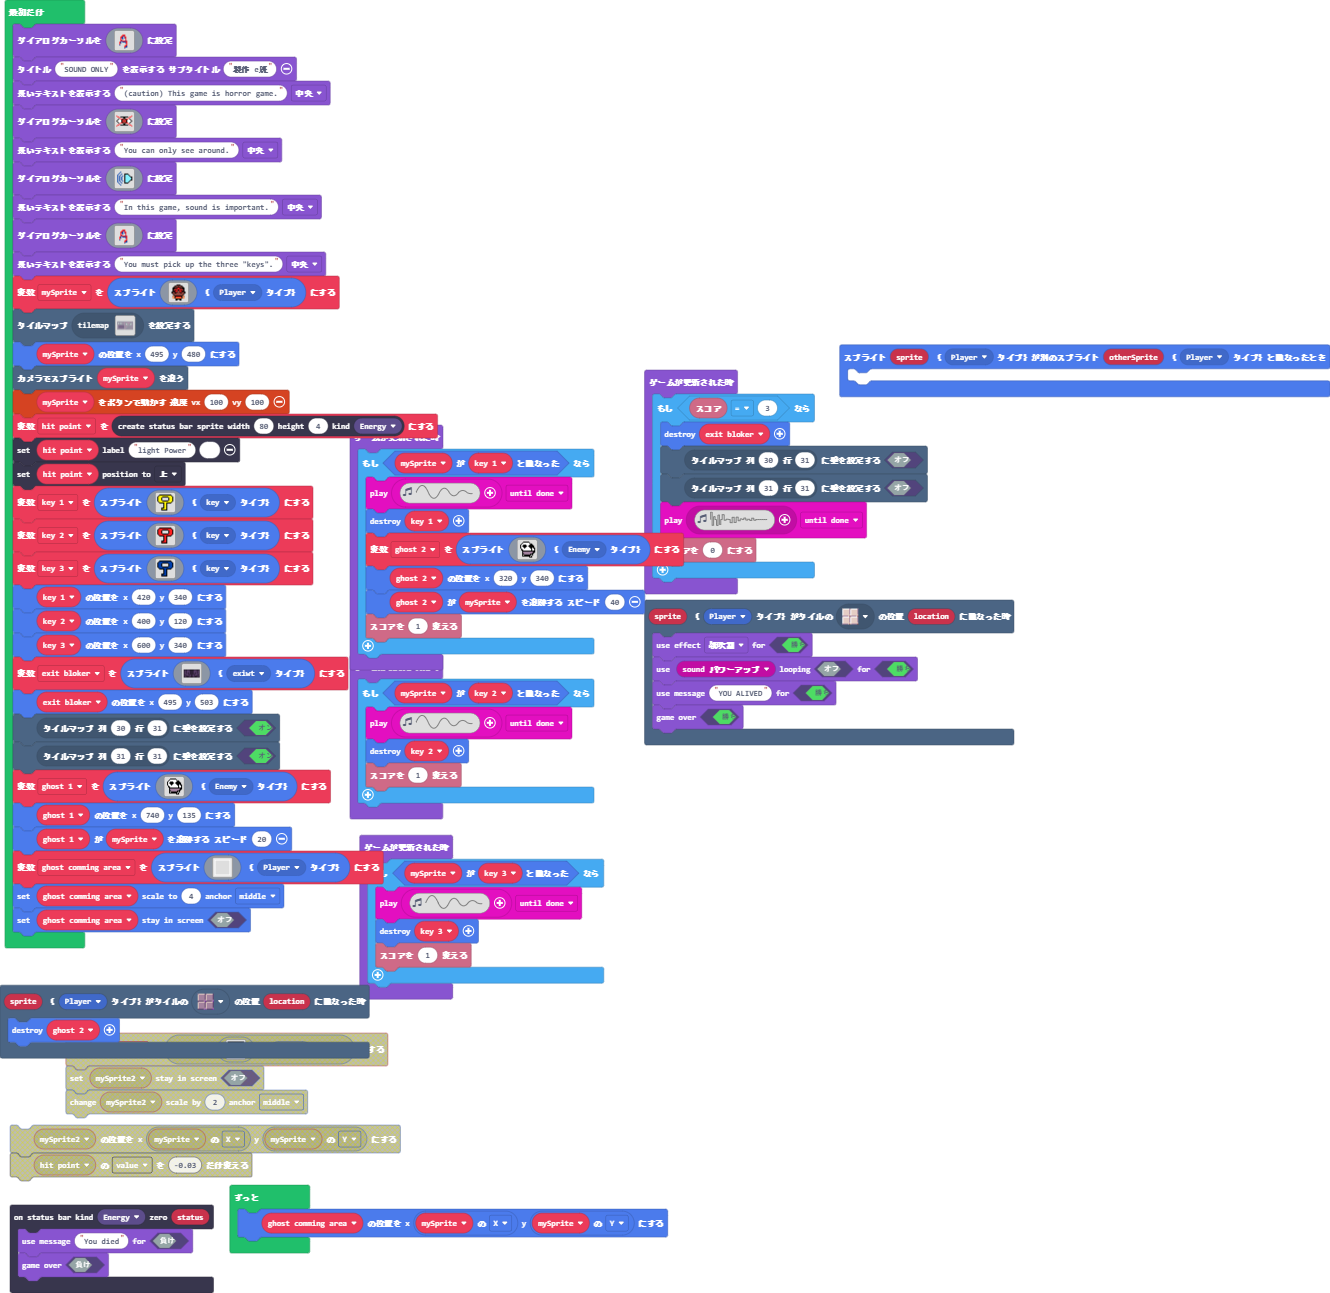 最初だけ
ダイアログカーソルを に設定
タイトル "SOUND ONLY" を表示する サブタイトル "製作 e班"
長いテキストを表示する "(caution) This game is horror game." 中央
ダイアログカーソルを に設定
長いテキストを表示する "You can only see around." 中央
ダイアログカーソルを に設定
長いテキストを表示する "In this game, sound is important." 中央
ダイアログカーソルを に設定
長いテキストを表示する "You must pick up the three "keys"." 中央
変数 mySprite を スプライト ( Player タイプ) にする
タイルマップ tilemap を設定する
mySprite の位置を x 495 y 480 にする
カメラでスプライト mySprite を追う
mySprite をボタンで動かす 速度 vx 100 vy 100
変数 hit point を create status bar sprite width 80 height 4 kind Energy にする
set hit point label "light Power"
set hit point position to 上
変数 key 1 を スプライト ( key タイプ) にする
変数 key 2 を スプライト ( key タイプ) にする
変数 key 3 を スプライト ( key タイプ) にする
key 1 の位置を x 420 y 340 にする
key 2 の位置を x 400 y 120 にする
key 3 の位置を x 600 y 340 にする
変数 exit bloker を スプライト ( exiwt タイプ) にする
exit bloker の位置を x 495 y 503 にする
タイルマップ 列 30 行 31 に壁を設定する オン
タイルマップ 列 31 行 31 に壁を設定する オン
変数 ghost 1 を スプライト ( Enemy タイプ) にする
ghost 1 の位置を x 740 y 135 にする
ghost 1 が mySprite を追跡する スピード 20
変数 ghost comming area を スプライト ( Player タイプ) にする
set ghost comming area scale to 4 anchor middle
set ghost comming area stay in screen オフ
もし mySprite が key 1 と重なった なら
play until done
destroy key 1
変数 ghost 2 を スプライト ( Enemy タイプ) にする
ghost 2 の位置を x 320 y 340 にする
ghost 2 が mySprite を追跡する スピード 40
スコアを 1 変える
もし mySprite が key 2 と重なった なら
play until done
destroy key 2
スコアを 1 変える
ゲームが更新された時
mySprite が key 3 と重なった なら
play until done
destroy key 3
スコアを 1 変える
ゲームが更新された時
もし スコア = 3 なら
destroy exit bloker
タイルマップ 列 30 行 31 に壁を設定する オフ
タイルマップ 列 31 行 31 に壁を設定する オフ
play until done
アを 0 にする
sprite ( Player タイプ) がタイルの の位置 location に重なった時
use effect 紙吹雪 for 勝ち
use sound パワーアップ looping オフ for 勝ち
use message "YOU ALIVED" for 勝ち
game over 勝ち
スプライト sprite ( Player タイプ) が別のスプライト otherSprite ( Player タイプ) と重なったとき
sprite ( Player タイプ) がタイルの の位置 location に重なった時
destroy ghost 2
する
set mySprite2 stay in screen オフ
change mySprite2 scale by 2 anchor middle
mySprite2 の位置を x mySprite の X y mySprite の Y にする
hit point の value を -0.03 だけ変える
on status bar kind Energy zero status
use message "You died" for 負け
game over 負け
ずっと
ghost comming area の位置を x mySprite の X y mySprite の Y にする